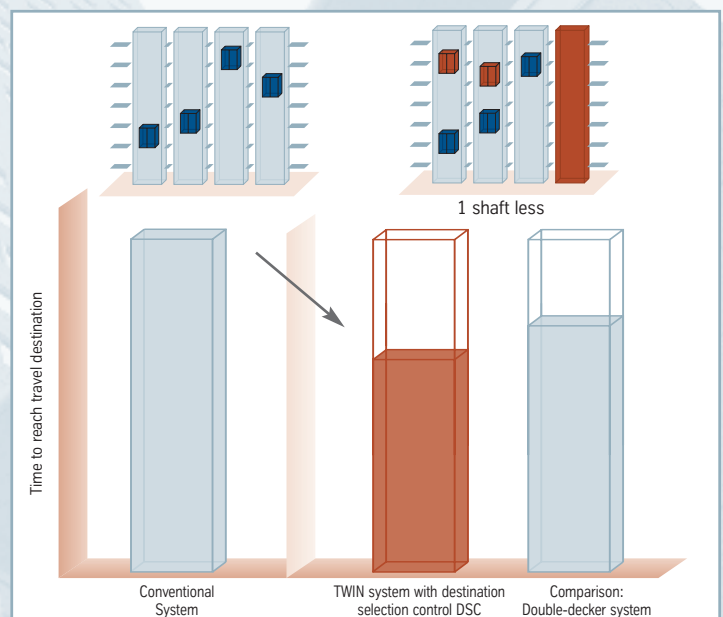 1 shaft less
Time to reach travel destination
Conventional
System
TWIN system with destination
selection control DSC
Comparison:
Double-decker system